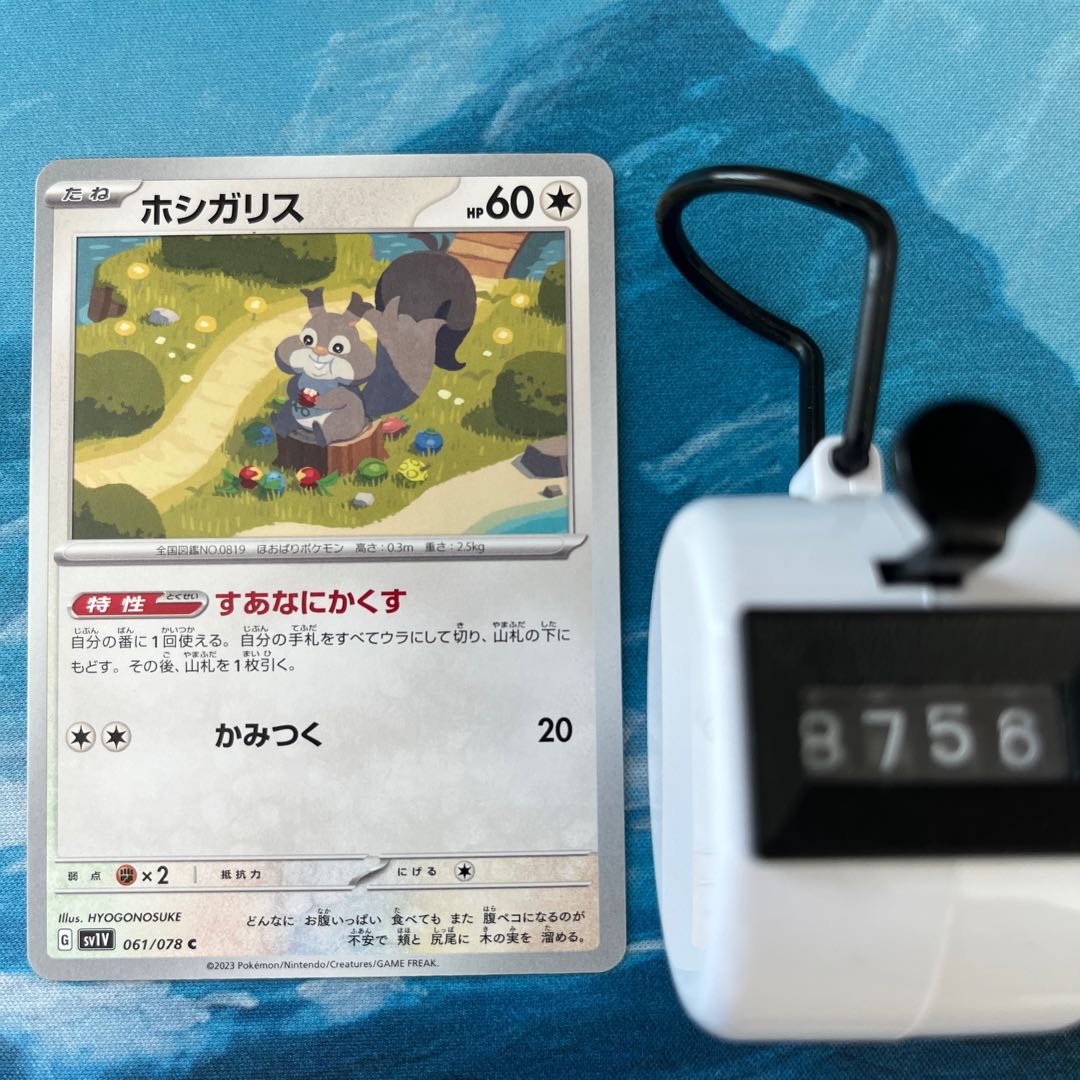 たね
ホシガリス
HP 60
全国図鑑NO.0819 ほおばりポケモン 高さ:0.3m 重さ:2.5kg
特性 とくせい すあなにかくす
自分の番に1回使える。自分の手札をすべてウラにして切り、山札の下に
もどす。その後、山札を1枚引く。
かみつく 20
弱点 ×2 抵抗力 にげる
Illus. HYOGONOSUKE
どんなに お腹いっぱい 食べても また 腹ペコになるのが
不安で 頬と 尻尾に 木の実を 溜める。
G sv1V 061/078 C
©2023 Pokémon/Nintendo/Creatures/GAME FREAK.
8756